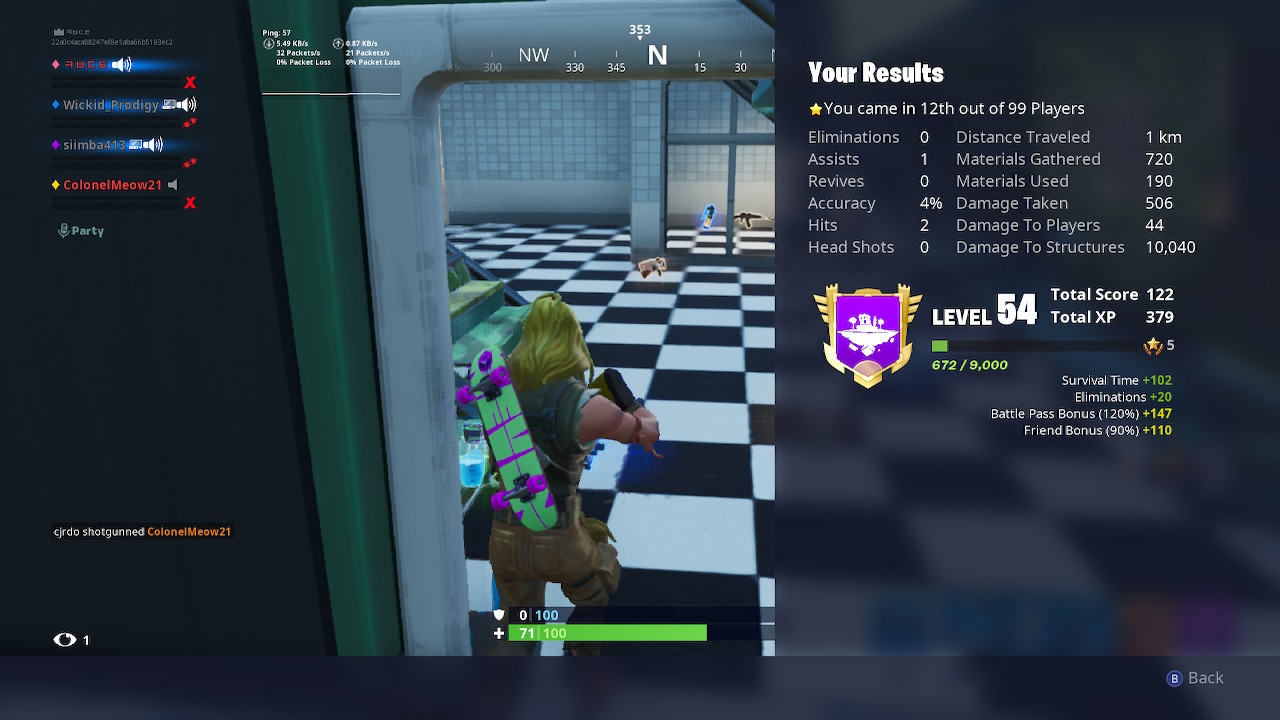 ㅋㅂㄷㄷ
22a0c4aca08247ef8e1aba66b5193ec2
ㅋㅂㄷㄷ
Wickid_Prodigy
siimba413
ColonelMeow21
Party
cjrdo shotgunned ColonelMeow21
1
Ping: 57
5.49 KB/s 0.87 KB/s
32 Packets/s 21 Packets/s
0% Packet Loss 0% Packet Loss
353
300 NW 330 345 N 15 30
0 | 100
71 | 100
Your Results
You came in 12th out of 99 Players
Eliminations 0 Distance Traveled 1 km
Assists 1 Materials Gathered 720
Revives 0 Materials Used 190
Accuracy 4% Damage Taken 506
Hits 2 Damage To Players 44
Head Shots 0 Damage To Structures 10,040
LEVEL 54 Total Score 122
Total XP 379
5
672 / 9,000
Survival Time +102
Eliminations +20
Battle Pass Bonus (120%) +147
Friend Bonus (90%) +110
B Back